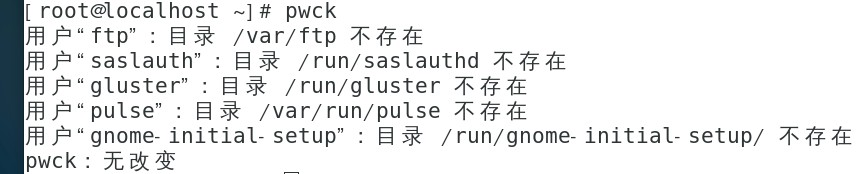 [root@localhost ~]# pwck
用户“ftp”：目录 /var/ftp 不存在
用户“saslauth”：目录 /run/saslauthd 不存在
用户“gluster”：目录 /run/gluster 不存在
用户“pulse”：目录 /var/run/pulse 不存在
用户“gnome-initial-setup”：目录 /run/gnome-initial-setup/ 不存在
pwck：无改变